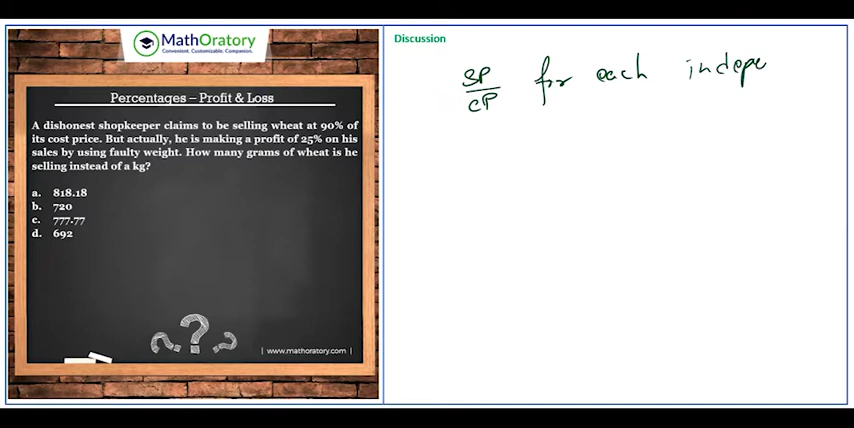 MathOratory
Convenient. Customizable. Companion.
Percentages – Profit & Loss
A dishonest shopkeeper claims to be selling wheat at 90% of
its cost price. But actually, he is making a profit of 25% on his
sales by using faulty weight. How many grams of wheat is he
selling instead of a kg?
a. 818.18
b. 720
c. 777.77
d. 692
| www.mathoratory.com |
Discussion
SP
CP
for each indepe